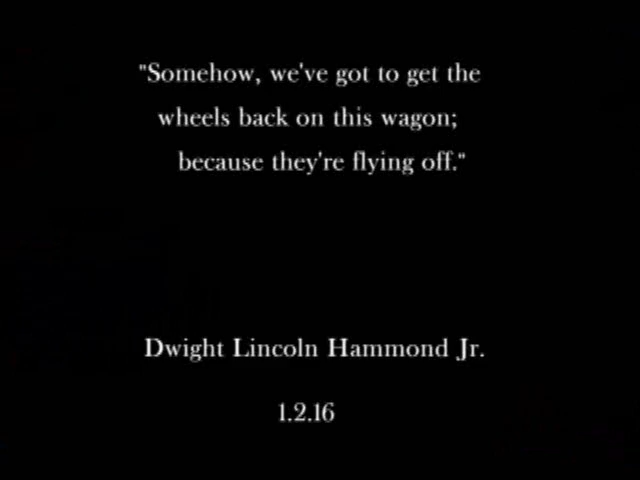 "Somehow, we've got to get the
wheels back on this wagon;
because they're flying off."
Dwight Lincoln Hammond Jr.
1.2.16